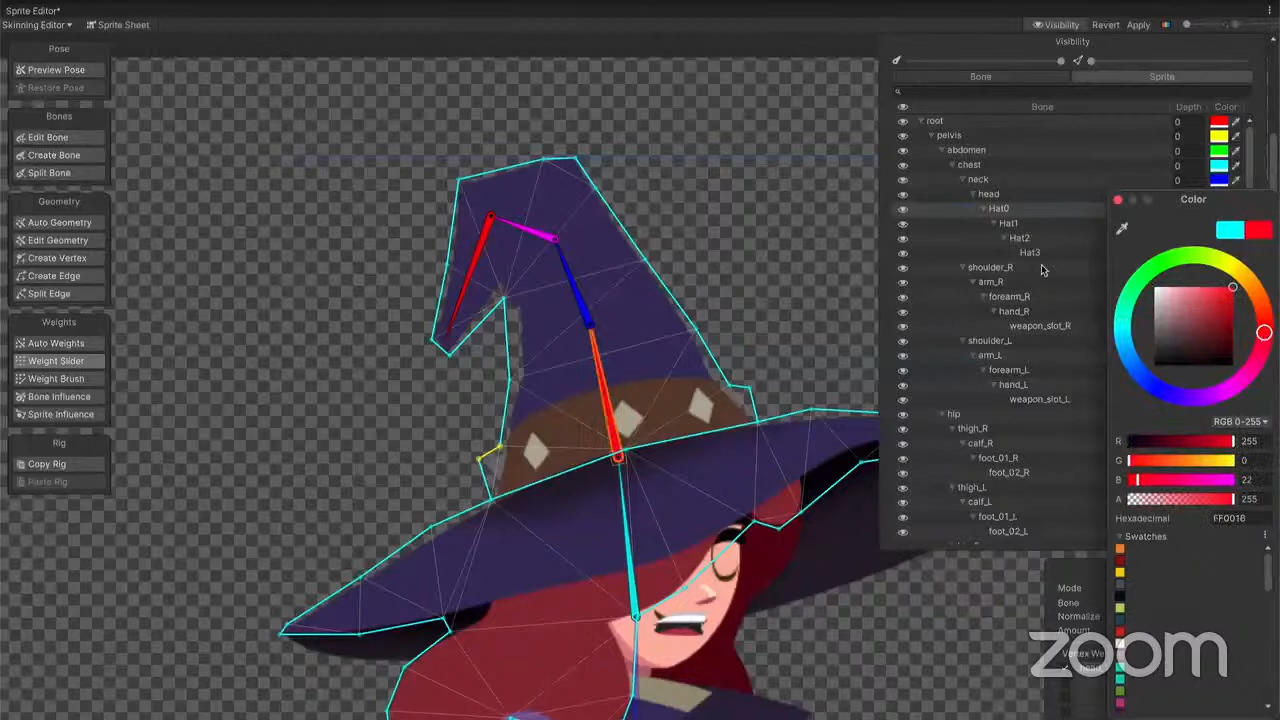 Sprite Editor*
Skinning Editor Sprite Sheet Visibility Revert Apply
Pose
Preview Pose
Restore Pose
Bones
Edit Bone
Create Bone
Split Bone
Geometry
Auto Geometry
Edit Geometry
Create Vertex
Create Edge
Split Edge
Weights
Auto Weights
Weight Slider
Weight Brush
Bone Influence
Sprite Influence
Rig
Copy Rig
Paste Rig
Visibility
Bone Sprite
Bone Depth Color
root 0
pelvis 0
abdomen 0
chest 0
neck 0
head
Hat0
Hat1
Hat2
Hat3
shoulder_R
arm_R
forearm_R
hand_R
weapon_slot_R
shoulder_L
arm_L
forearm_L
hand_L
weapon_slot_L
hip
thigh_R
calf_R
foot_01_R
foot_02_R
thigh_L
calf_L
foot_01_L
foot_02_L
Color
RGB 0-255
R 255
G 0
B 22
A 255
Hexadecimal FF0016
Swatches
Mode
Bone
Normalize
Amount
Vertex We
head
zoom